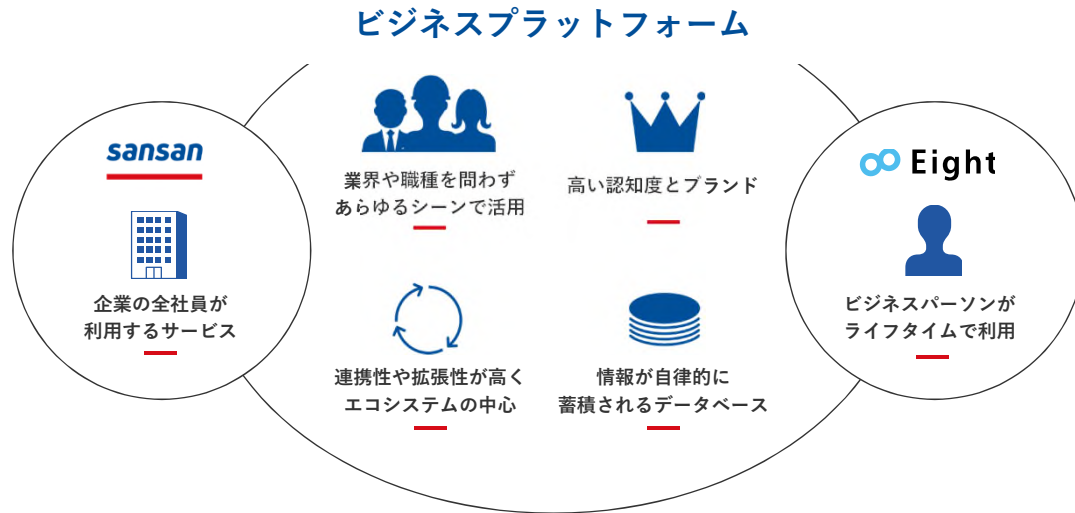 ビジネスプラットフォーム
sansan
企業の全社員が
利用するサービス
業界や職種を問わず
あらゆるシーンで活用
高い認知度とブランド
連携性や拡張性が高く
エコシステムの中心
情報が自律的に
蓄積されるデータベース
Eight
ビジネスパーソンが
ライフタイムで利用